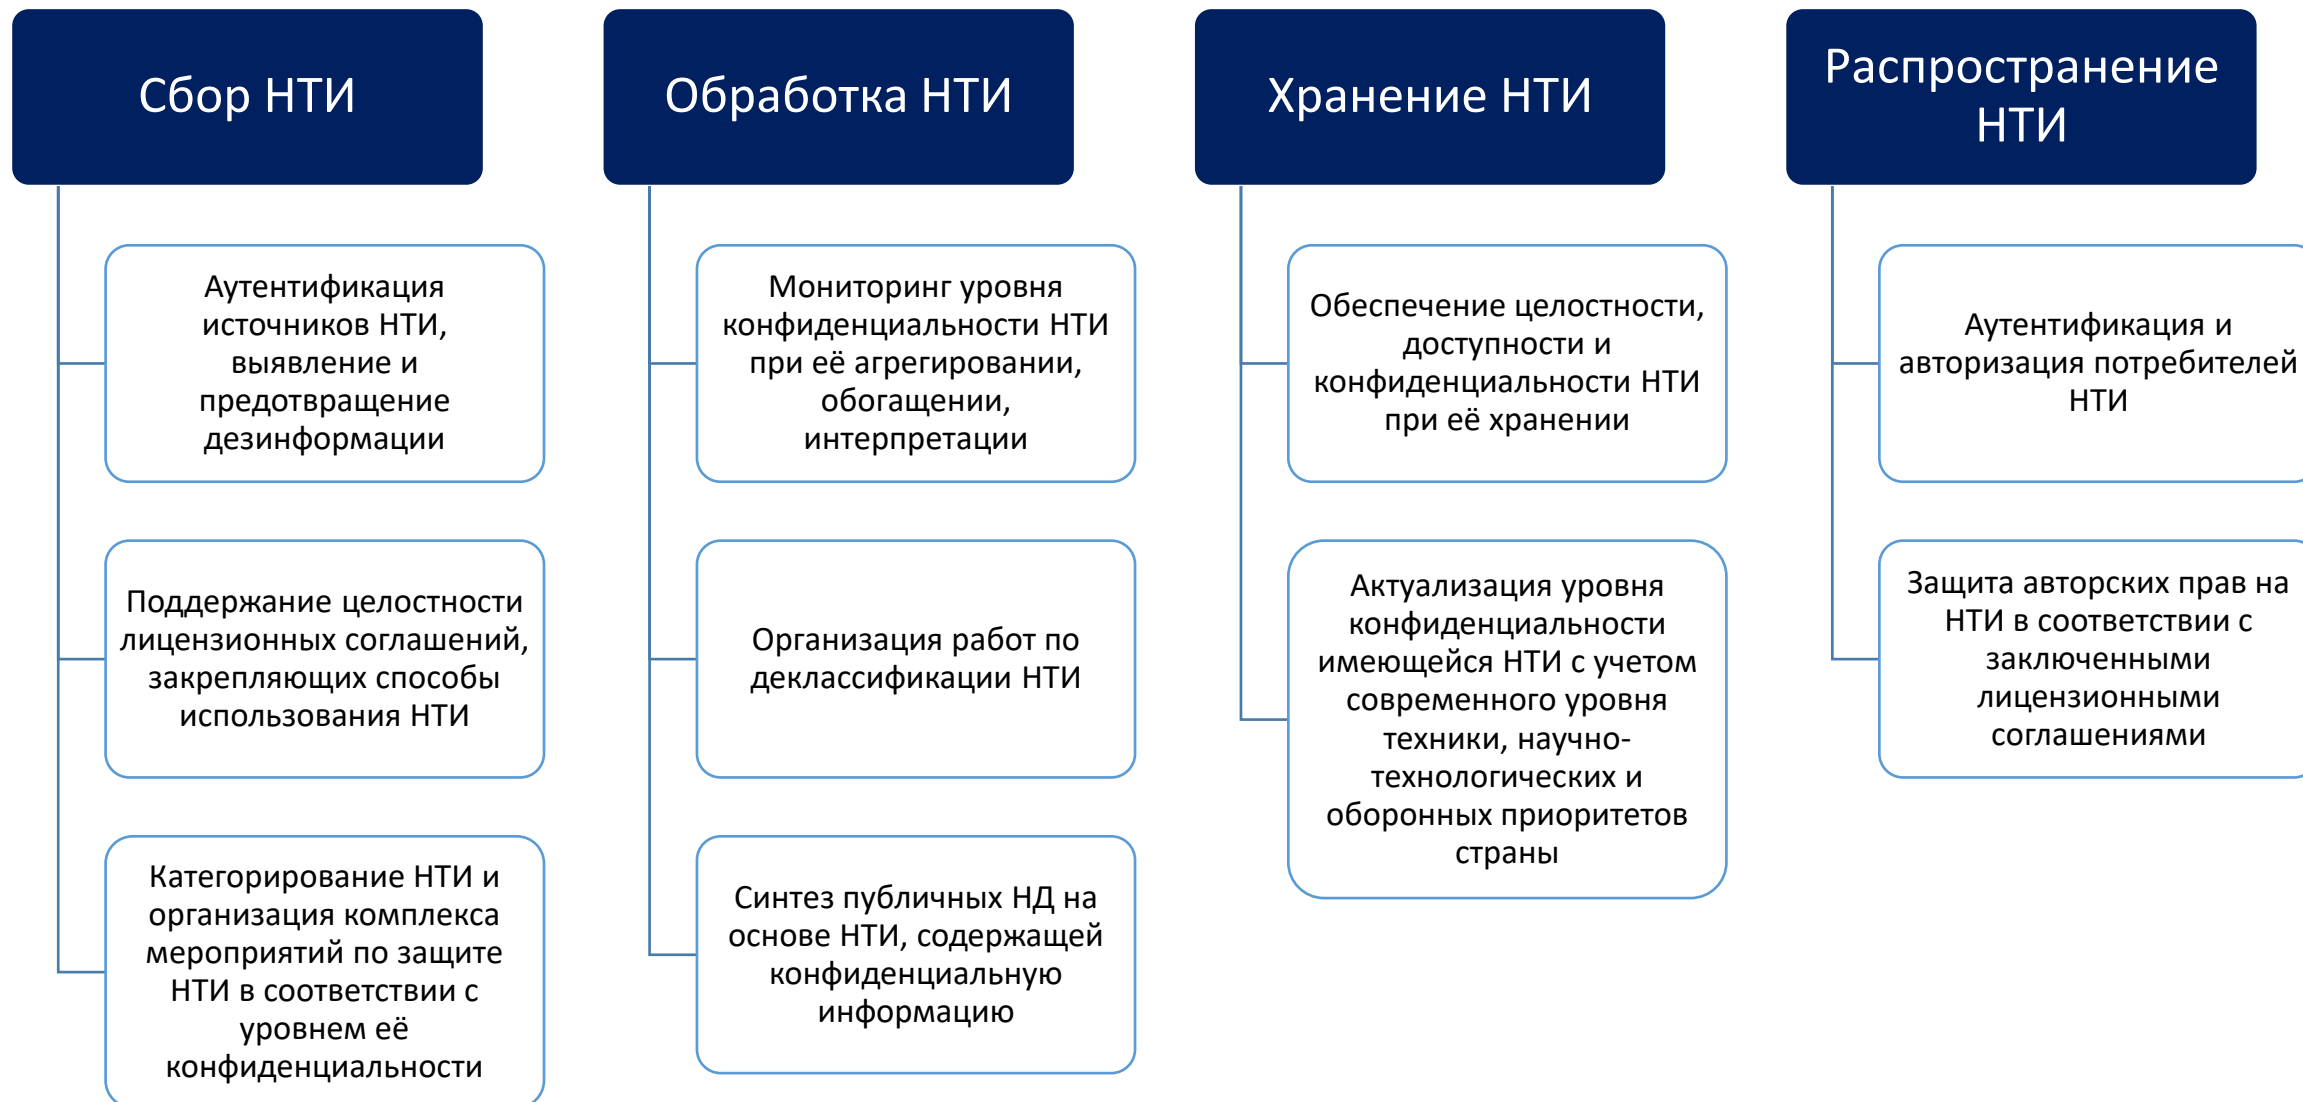 Сбор НТИ
Аутентификация
источников НТИ,
выявление и
предотвращение
дезинформации
Поддержание целостности
лицензионных соглашений,
закрепляющих способы
использования НТИ
Категорирование НТИ и
организация комплекса
мероприятий по защите
НТИ в соответствии с
уровнем её
конфиденциальности
Обработка НТИ
Мониторинг уровня
конфиденциальности НТИ
при её агрегировании,
обогащении,
интерпретации
Организация работ по
деклассификации НТИ
Синтез публичных НД на
основе НТИ, содержащей
конфиденциальную
информацию
Хранение НТИ
Обеспечение целостности,
доступности и
конфиденциальности НТИ
при её хранении
Актуализация уровня
конфиденциальности
имеющейся НТИ с учетом
современного уровня
техники, научно-
технологических и
оборонных приоритетов
страны
Распространение
НТИ
Аутентификация и
авторизация потребителей
НТИ
Защита авторских прав на
НТИ в соответствии с
заключенными
лицензионными
соглашениями